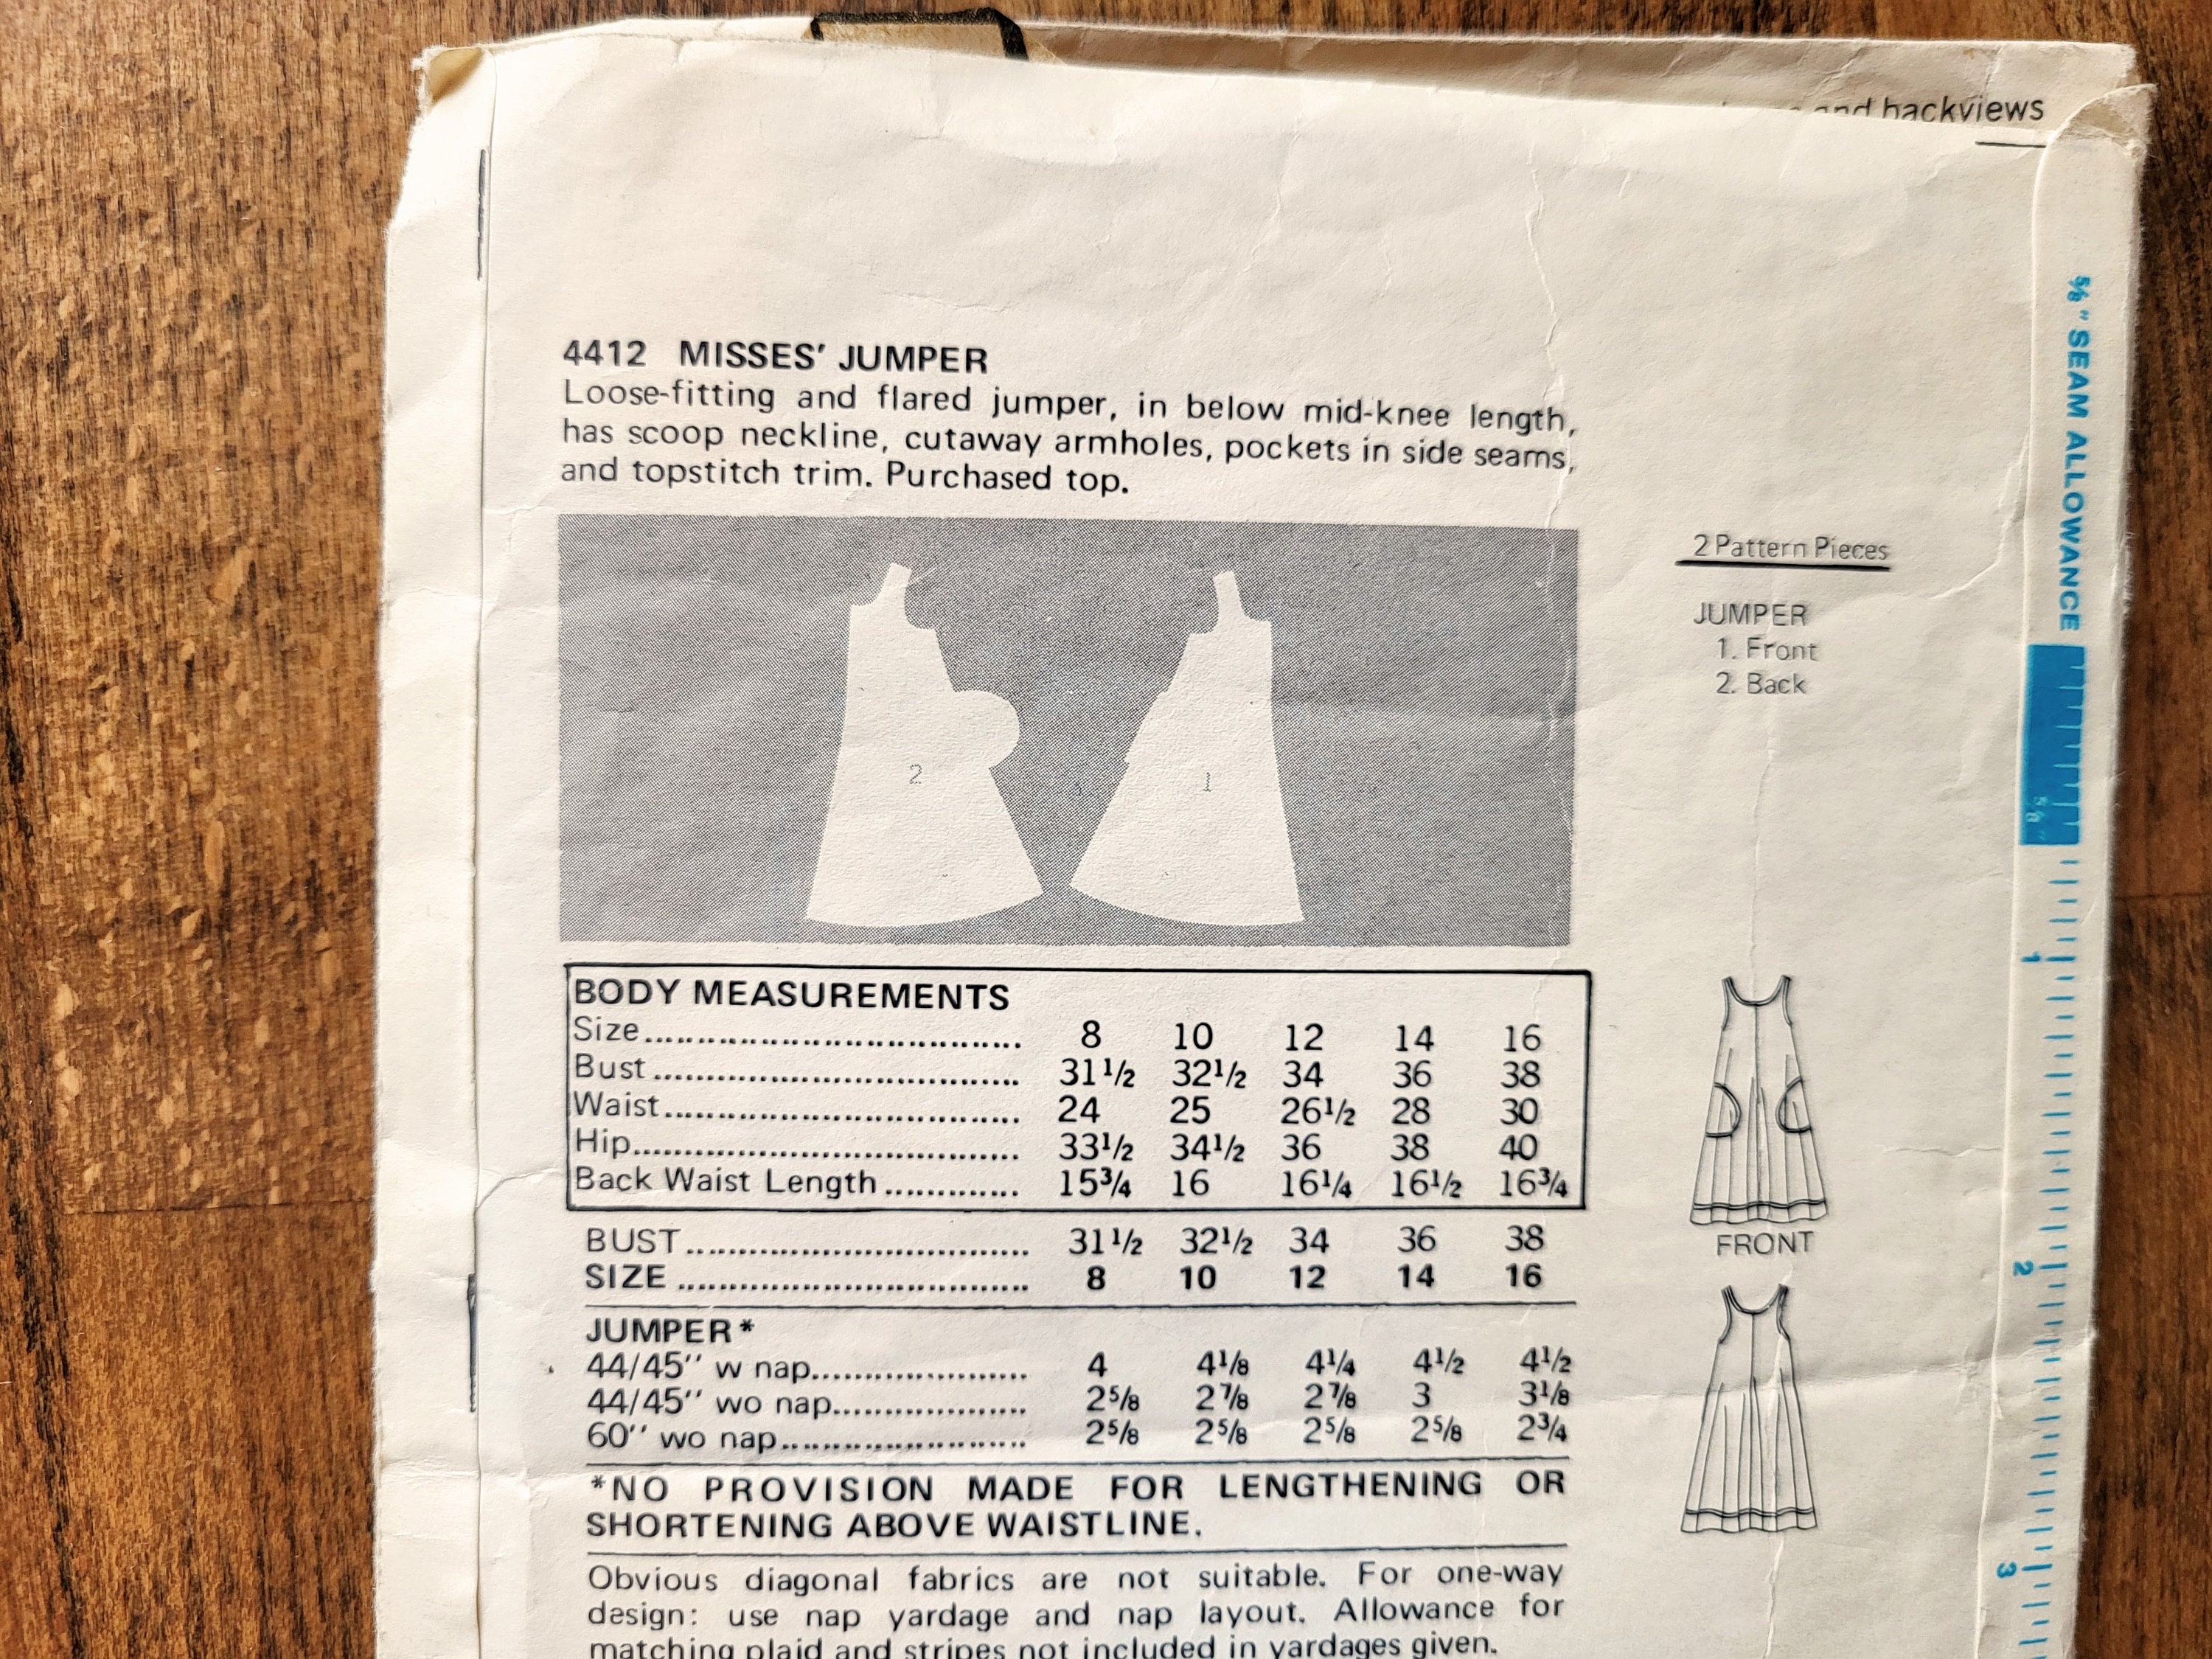 and backviews
4412 MISSES' JUMPER
Loose-fitting and flared jumper, in below mid-knee length,
has scoop neckline, cutaway armholes, pockets in side seams,
and topstitch trim. Purchased top.
2
1
2 Pattern Pieces
JUMPER
1. Front
2. Back
BODY MEASUREMENTS
Size.................................... 8 10 12 14 16
Bust ................................... 31½ 32½ 34 36 38
Waist.................................. 24 25 26½ 28 30
Hip..................................... 33½ 34½ 36 38 40
Back Waist Length ............. 15¾ 16 16¼ 16½ 16¾
BUST ................................. 31½ 32½ 34 36 38
SIZE .................................. 8 10 12 14 16
JUMPER*
44/45'' w nap..................... 4 4⅛ 4¼ 4½ 4½
44/45'' wo nap................... 2⅝ 2⅞ 2⅞ 3 3⅛
60'' wo nap........................ 2⅝ 2⅝ 2⅝ 2⅝ 2¾
*NO PROVISION MADE FOR LENGTHENING OR
SHORTENING ABOVE WAISTLINE.
Obvious diagonal fabrics are not suitable. For one-way
design: use nap yardage and nap layout. Allowance for
matching plaid and stripes not included in yardages given.
FRONT
⅝" SEAM ALLOWANCE
⅝"
1
2
3